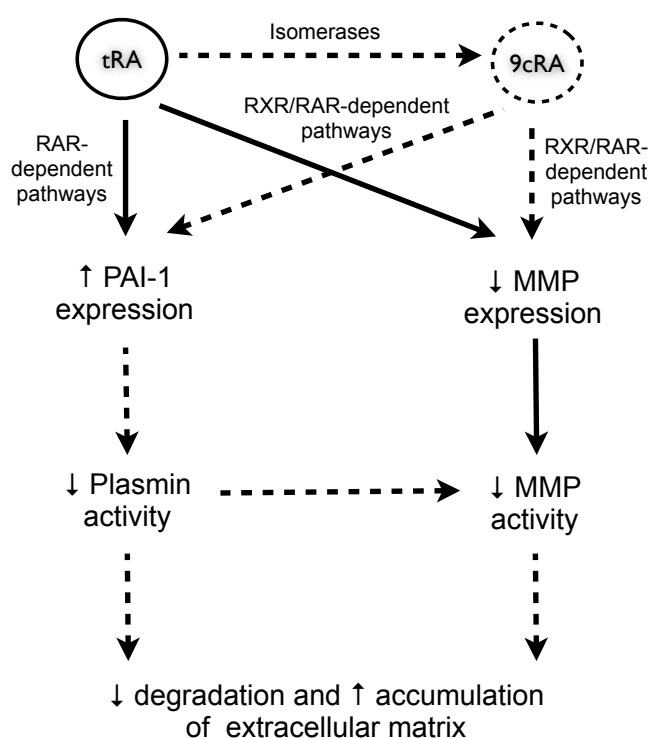 Isomerases
tRA
9cRA
RXR/RAR-dependent
pathways
RAR-
dependent
pathways
RXR/RAR-
dependent
pathways
↑ PAI-1
expression
↓ MMP
expression
↓ Plasmin
activity
↓ MMP
activity
↓ degradation and ↑ accumulation
of extracellular matrix